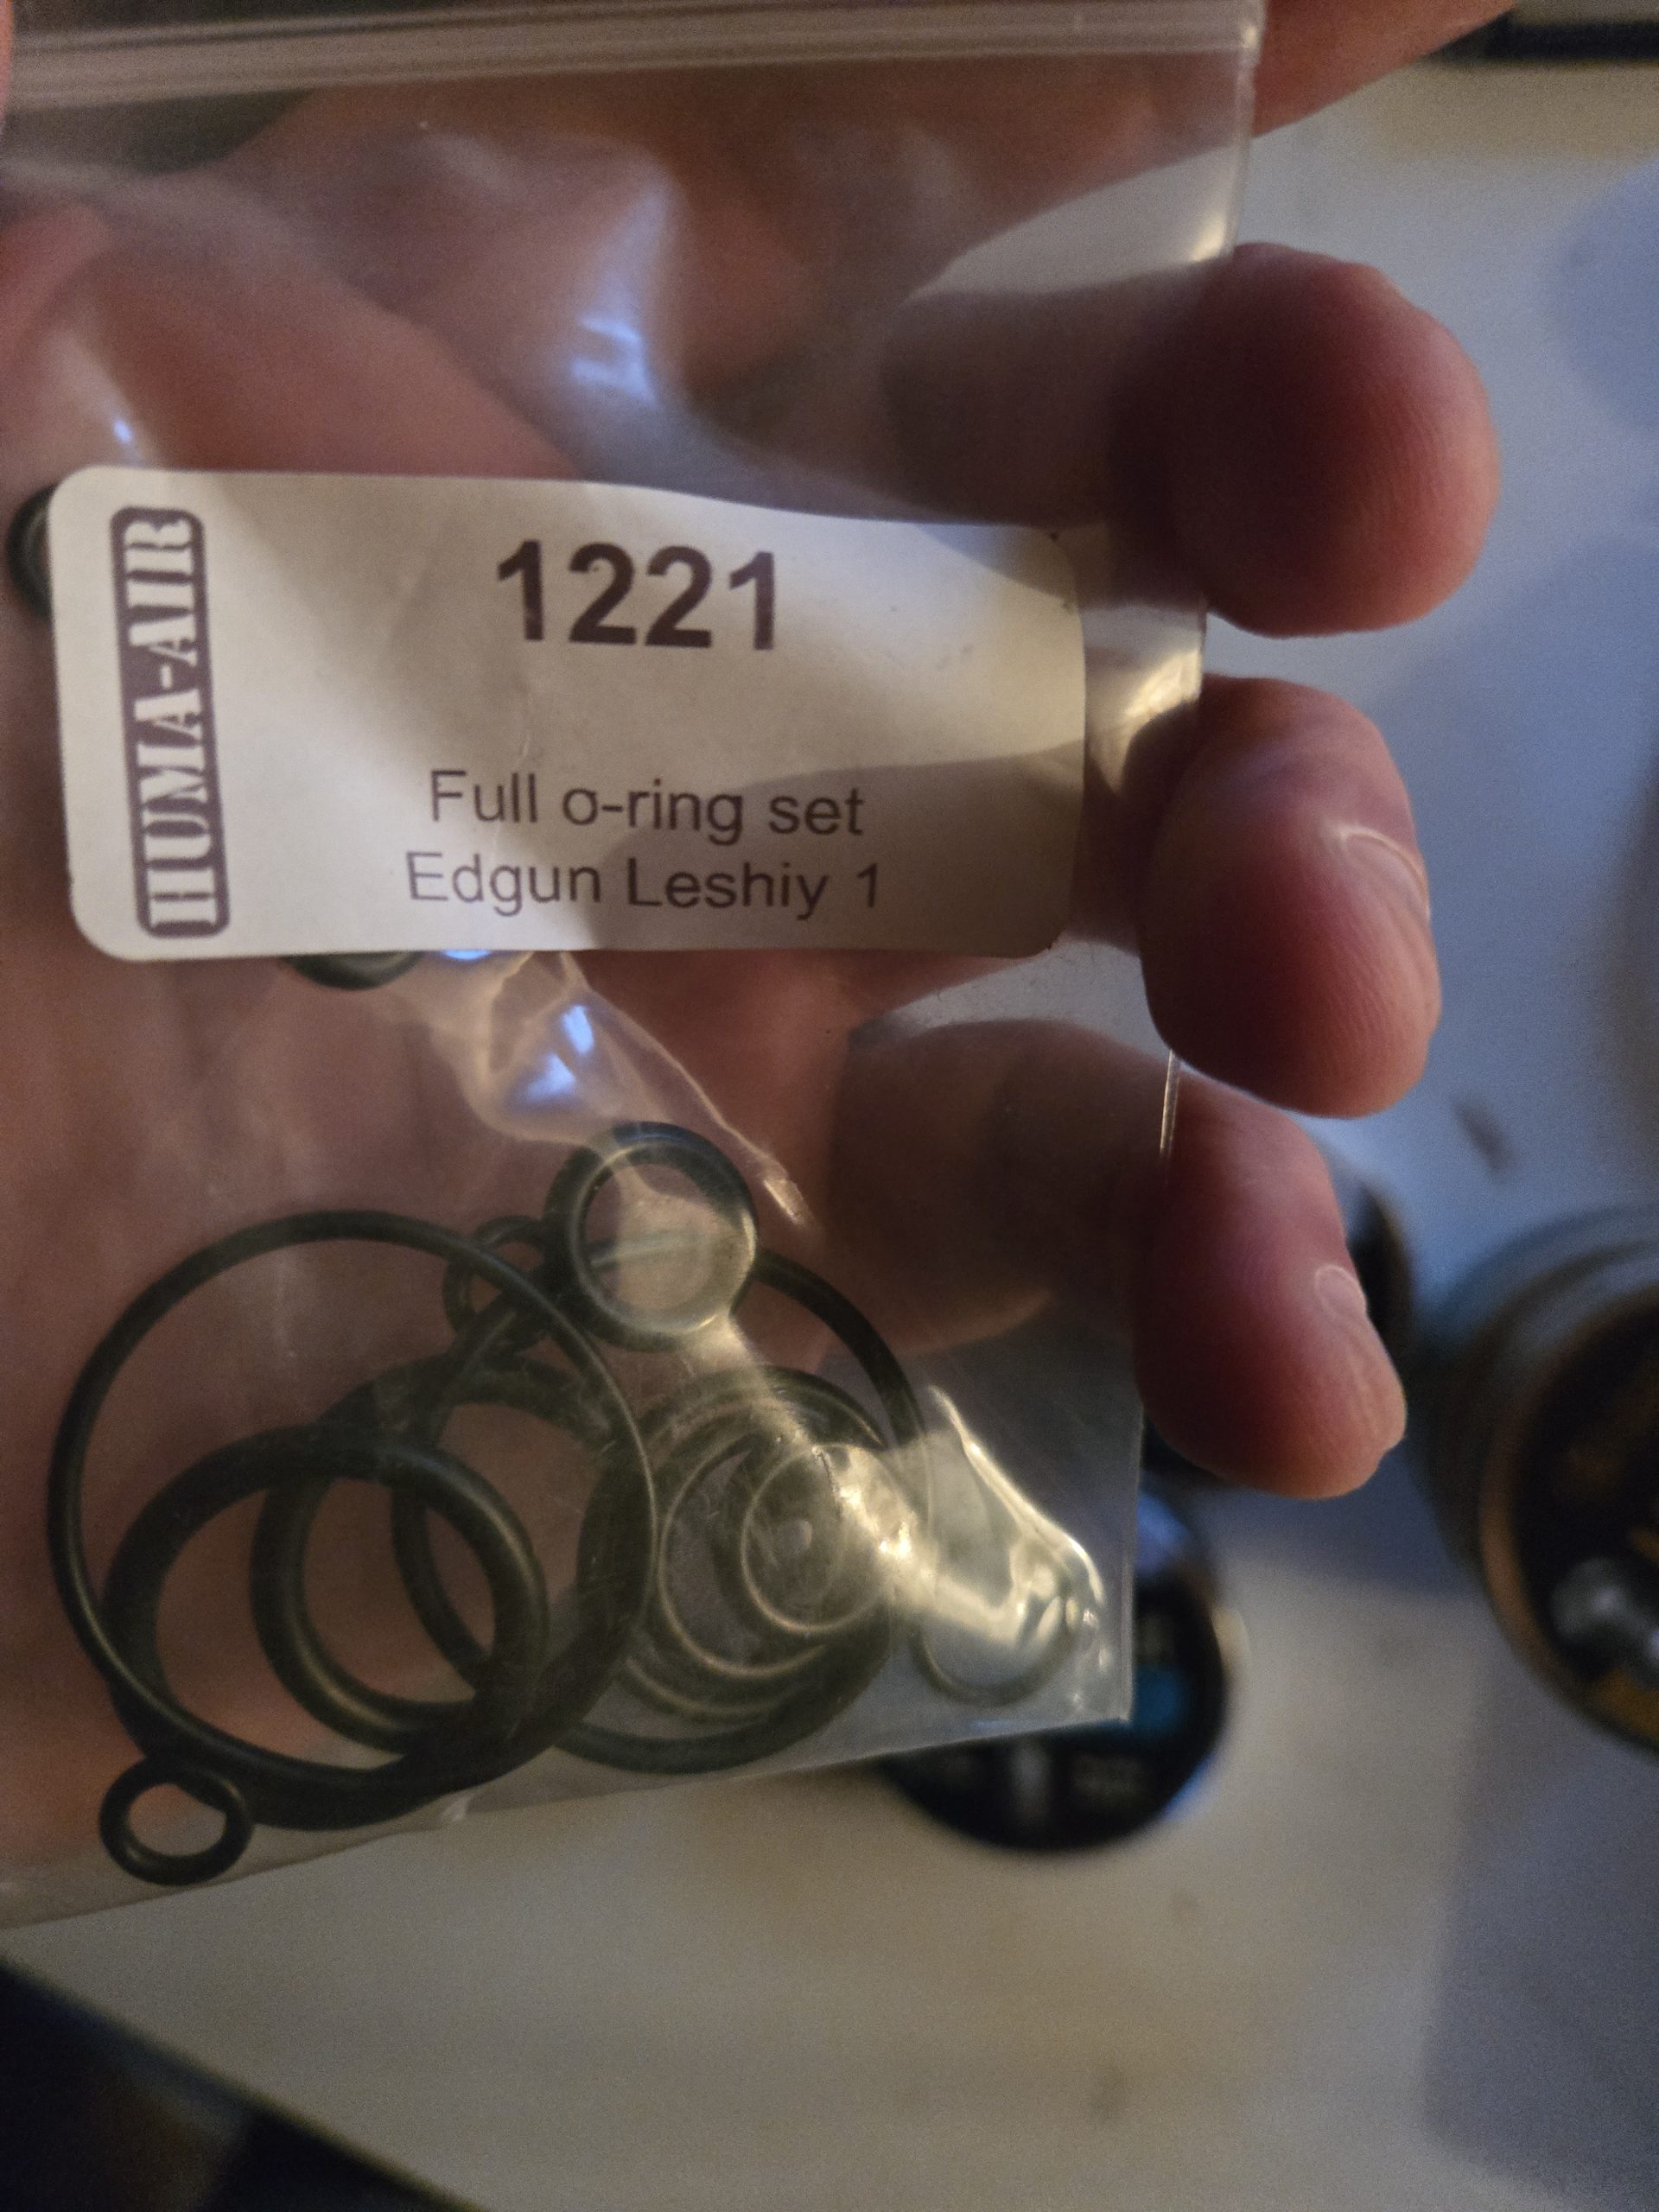 HUMA-AIR
1221
Full o-ring set
Edgun Leshiy 1